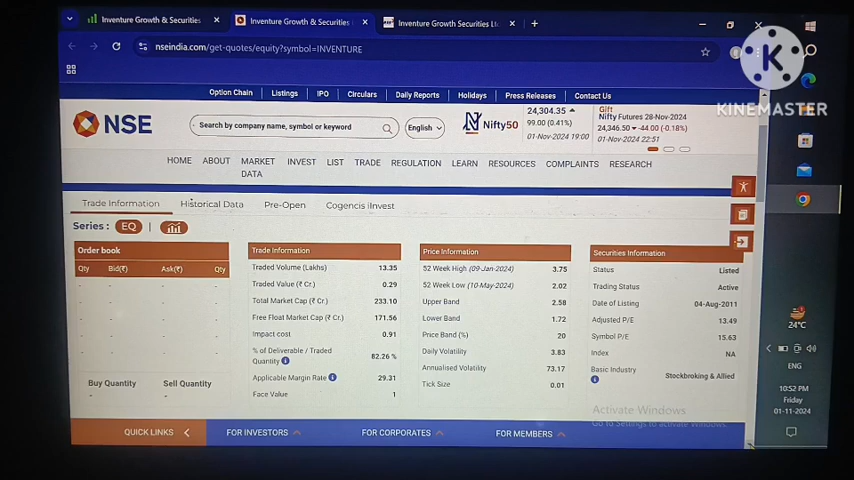 Inventure Growth & Securities
Inventure Growth & Securities
Inventure Growth Securities Ltd
nseindia.com/get-quotes/equity?symbol=INVENTURE
KINEMASTER
Option Chain Listings IPO Circulars Daily Reports Holidays Press Releases Contact Us
NSE
Search by company name, symbol or keyword
English
Nifty50
24,304.35
99.00 (0.41%)
01-Nov-2024 19:00
Gift
Nifty Futures 28-Nov-2024
24,346.50 -44.00 (-0.18%)
01-Nov-2024 22:51
HOME ABOUT MARKET DATA INVEST LIST TRADE REGULATION LEARN RESOURCES COMPLAINTS RESEARCH
Trade Information Historical Data Pre-Open Cogencis iInvest
Series : EQ |
Order book
Qty Bid(₹) Ask(₹) Qty
- - - -
- - - -
- - - -
- - - -
- - - -
Buy Quantity Sell Quantity
- -
Trade Information
Traded Volume (Lakhs) 13.35
Traded Value (₹ Cr.) 0.29
Total Market Cap (₹ Cr.) 233.10
Free Float Market Cap (₹ Cr.) 171.56
Impact cost 0.91
% of Deliverable / Traded
Quantity 82.26 %
Applicable Margin Rate 29.31
Face Value 1
Price Information
52 Week High (09-Jan-2024) 3.75
52 Week Low (10-May-2024) 2.02
Upper Band 2.58
Lower Band 1.72
Price Band (%) 20
Daily Volatility 3.83
Annualised Volatility 73.17
Tick Size 0.01
Securities Information
Status Listed
Trading Status Active
Date of Listing 04-Aug-2011
Adjusted P/E 13.49
Symbol P/E 15.63
Index NA
Basic Industry Stockbroking & Allied
Activate Windows
Go to Settings to activate Windows.
QUICK LINKS FOR INVESTORS FOR CORPORATES FOR MEMBERS
24°C
ENG
10:52 PM
Friday
01-11-2024